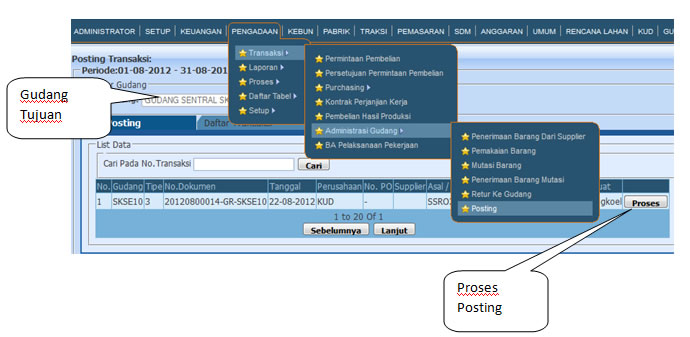 ADMINISTRATOR SETUP KEUANGAN PENGADAAN KEBUN PABRIK TRAKSI PEMASARAN SDM ANGGARAN UMUM RENCANA LAHAN KUD
Posting Transaksi:
Periode:01-08-2012 - 31-08-201
Gudang
GUDANG SENTRAL SK
Gudang
Tujuan
Transaksi
Laporan
Proses
Daftar Tabel
Setup
Permintaan Pembelian
Persetujuan Permintaan Pembelian
Purchasing
Kontrak Perjanjian Kerja
Pembelian Hasil Produksi
Administrasi Gudang
BA Pelaksanaan Pekerjaan
Penerimaan Barang Dari Supplier
Pemakaian Barang
Mutasi Barang
Penerimaan Barang Mutasi
Retur Ke Gudang
Posting
osting Daftar
List Data
Cari Pada No.Transaksi Cari
No. Gudang Tipe No.Dokumen Tanggal Perusahaan No. PO Supplier Asal / uat
1 SKSE10 3 20120800014-GR-SKSE10 22-08-2012 KUD - gkoel Proses
1 to 20 Of 1
Sebelumnya Lanjut
Proses
Posting